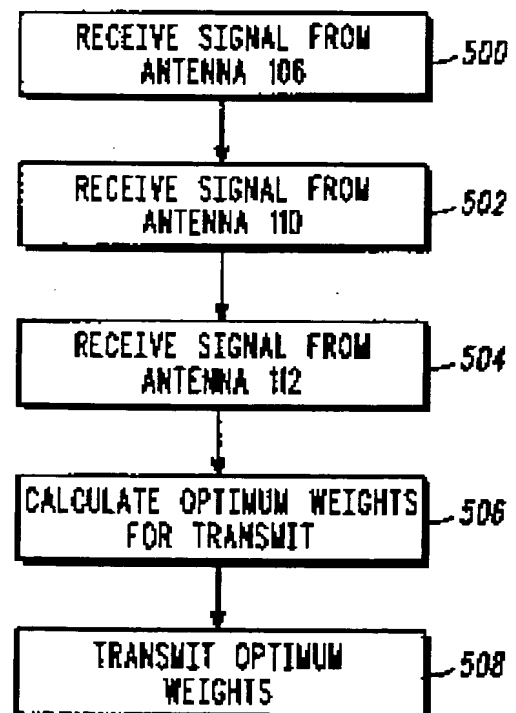 RECEIVE SIGNAL FROM
ANTENNA 106
500
RECEIVE SIGNAL FROM
ANTENNA 110
502
RECEIVE SIGNAL FROM
ANTENNA 112
504
CALCULATE OPTIMUM WEIGHTS
FOR TRANSMIT
506
TRANSMIT OPTIMUM
WEIGHTS
508